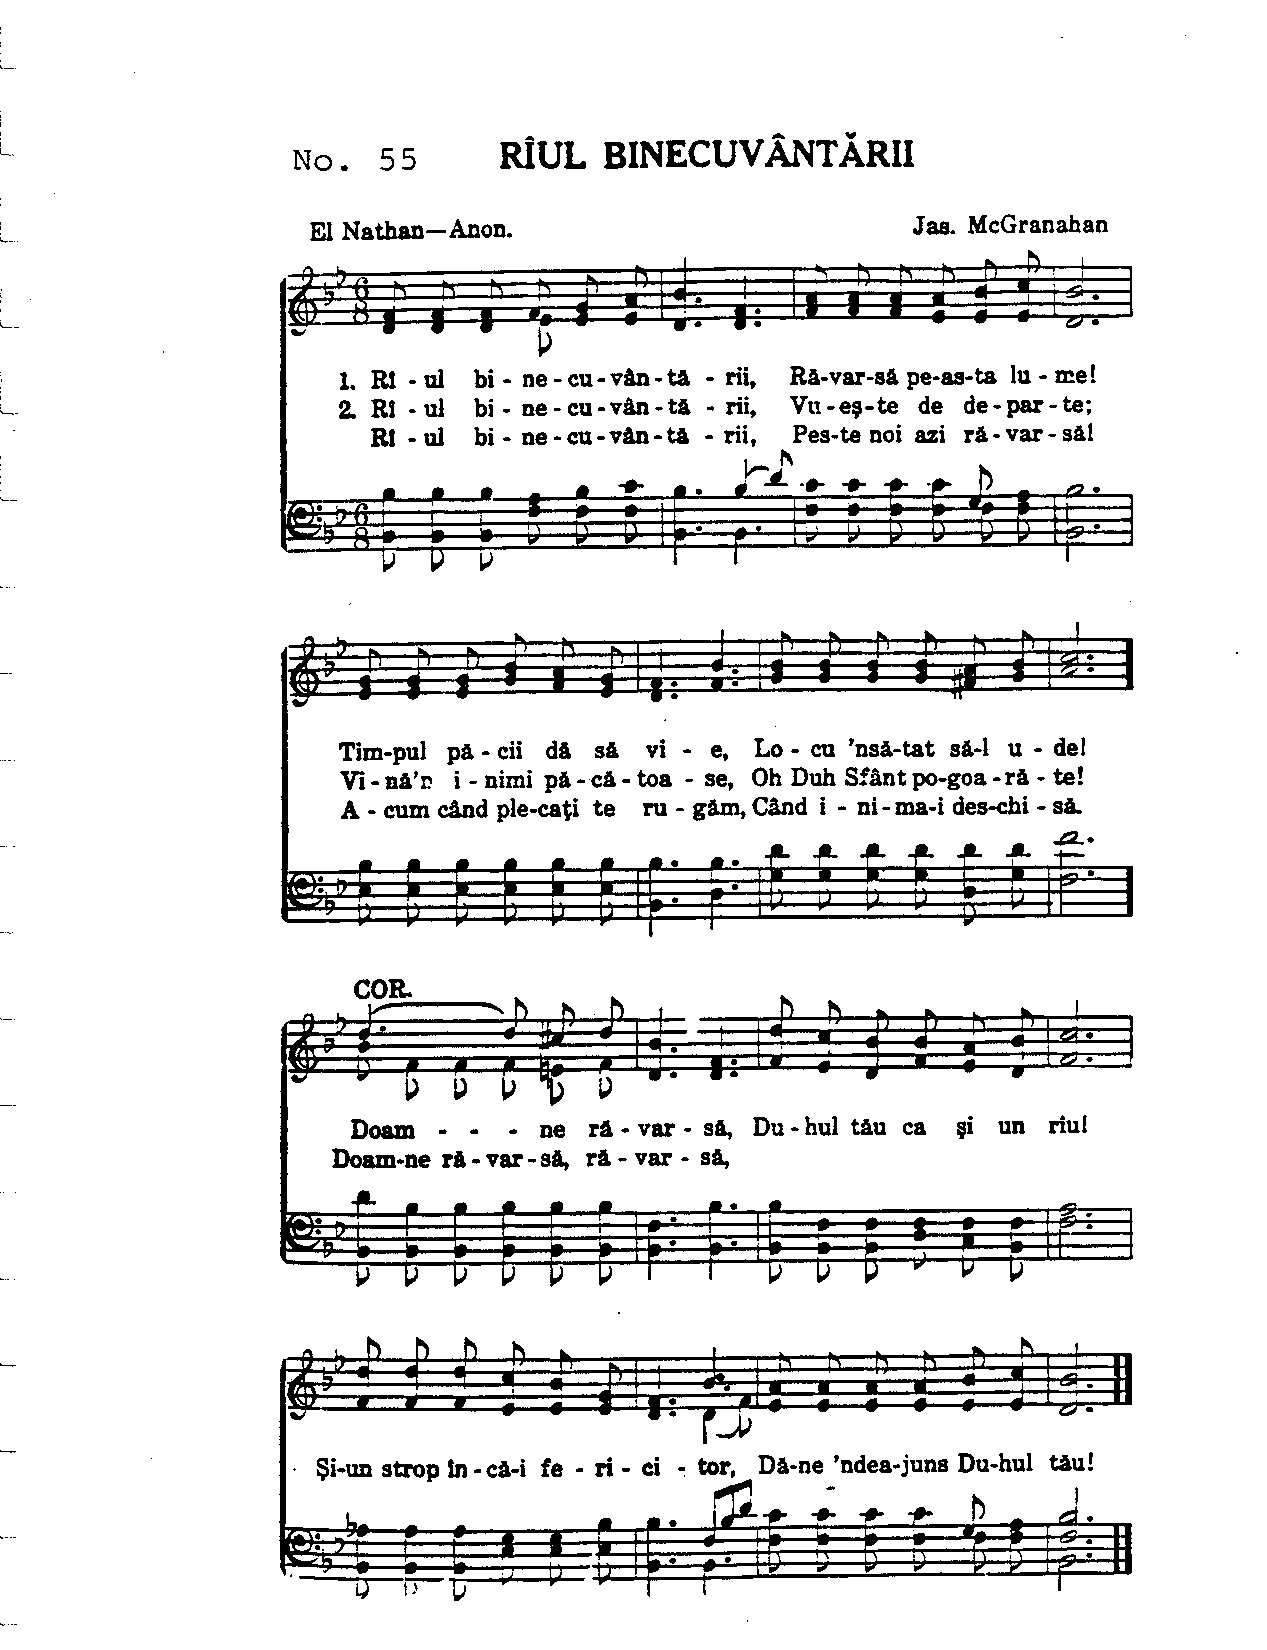 No. 55 RÎUL BINECUVÂNTĂRII
El Nathan—Anon. Jas. McGranahan
1. Rî - ul bi - ne - cu - vân - tă - rii, Ră-var-să pe-as-ta lu - me!
2. Rî - ul bi - ne - cu - vân - tă - rii, Vu - eş - te de de - par - te;
Rî - ul bi - ne - cu - vân - tă - rii, Pes-te noi azi ră - var - să!
Tim-pul pă - cii dă să vi - e, Lo - cu 'nsă-tat să-l u - de!
Vi - nă'n i - nimi pă - că - toa - se, Oh Duh Sfânt po-goa - ră - te!
A - cum când ple-caţi te ru - găm, Când i - ni - ma-i des-chi - să.
COR.
Doam - - - ne ră - var - să, Du - hul tău ca şi un rîu!
Doam-ne ră - var - să, ră - var - să,
Şi-un strop în - că-i fe - ri - ci - tor, Dă-ne 'ndea-juns Du-hul tău!